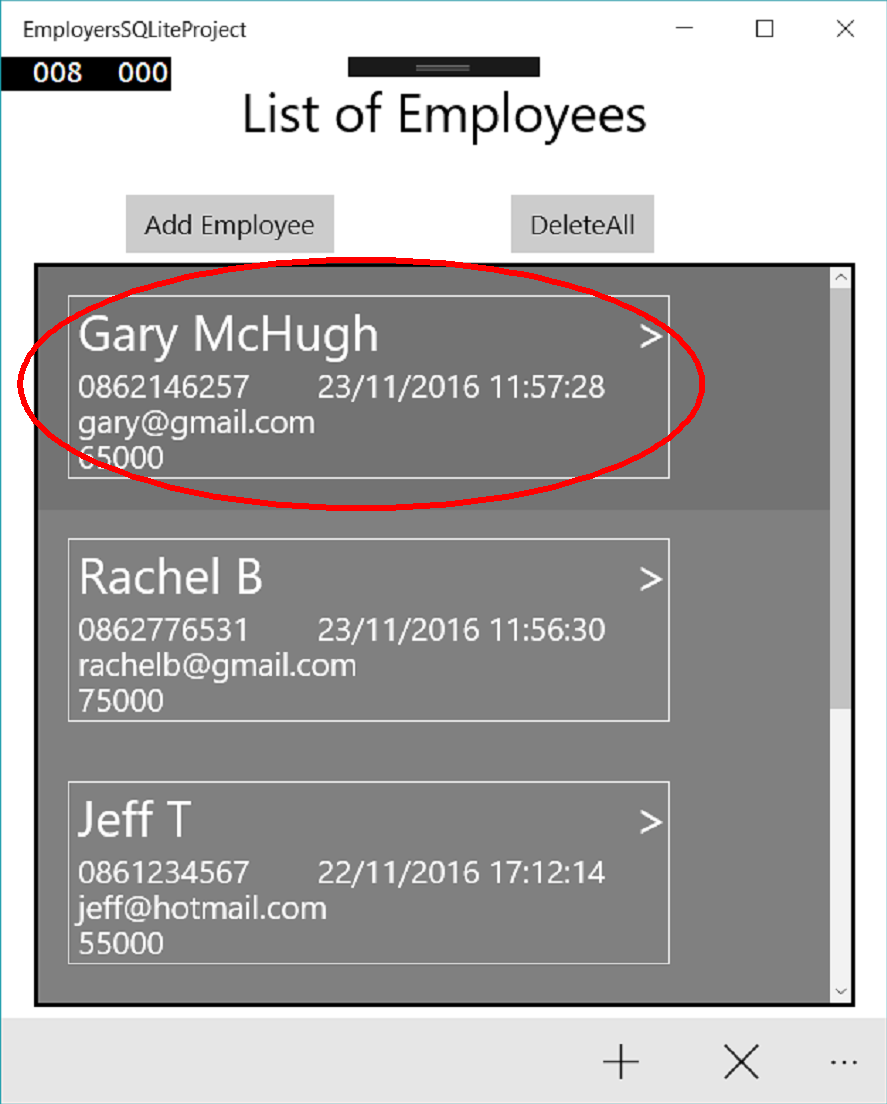 EmployersSQLiteProject
008 000
List of Employees
Add Employee DeleteAll
Gary McHugh >
0862146257 23/11/2016 11:57:28
gary@gmail.com
65000
Rachel B >
0862776531 23/11/2016 11:56:30
rachelb@gmail.com
75000
Jeff T >
0861234567 22/11/2016 17:12:14
jeff@hotmail.com
55000